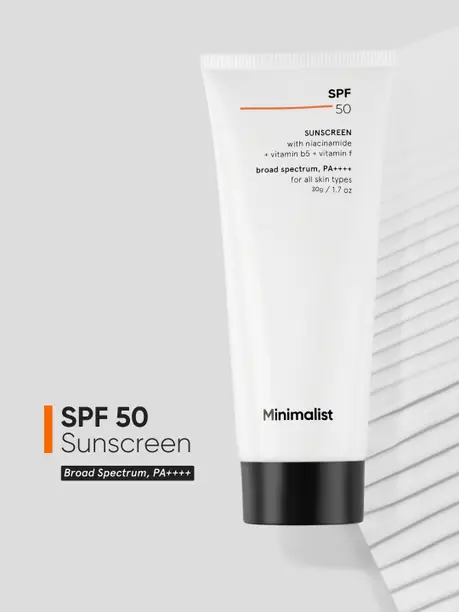 SPF
50
SUNSCREEN
with niacinamide
+ vitamin b5 + vitamin f
broad spectrum, PA++++
for all skin types
30g / 1.7 oz
Minimalist
SPF 50
Sunscreen
Broad Spectrum, PA++++